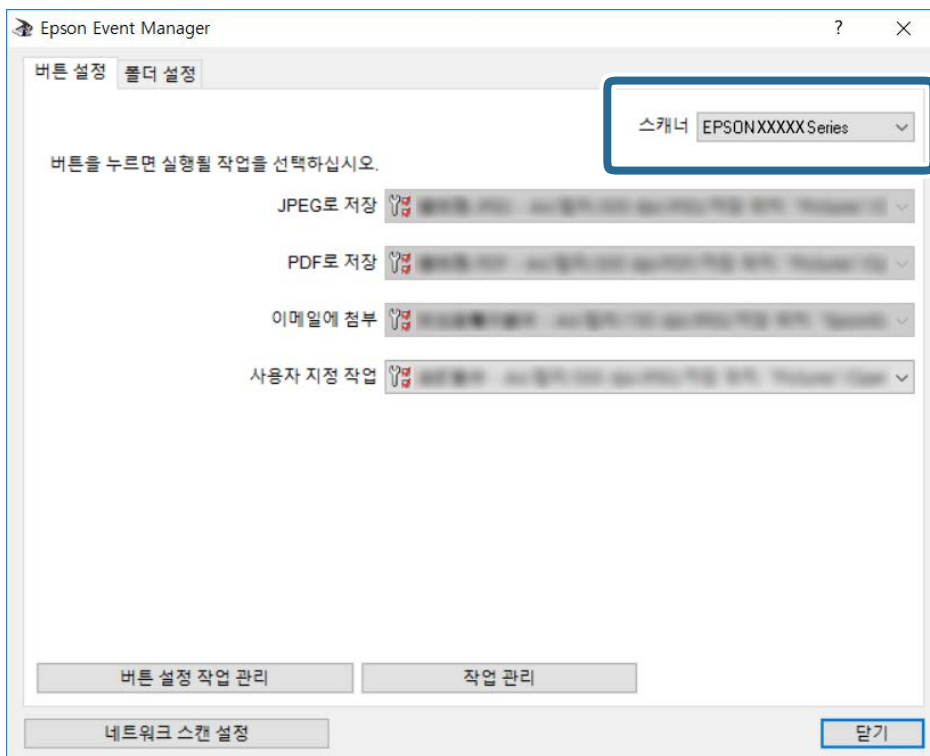 Epson Event Manager
버튼 설정
폴더 설정
스캐너 EPSON XXXXX Series
버튼을 누르면 실행될 작업을 선택하십시오.
JPEG로 저장
PDF로 저장
이메일에 첨부
사용자 지정 작업
버튼 설정 작업 관리
작업 관리
네트워크 스캔 설정
닫기